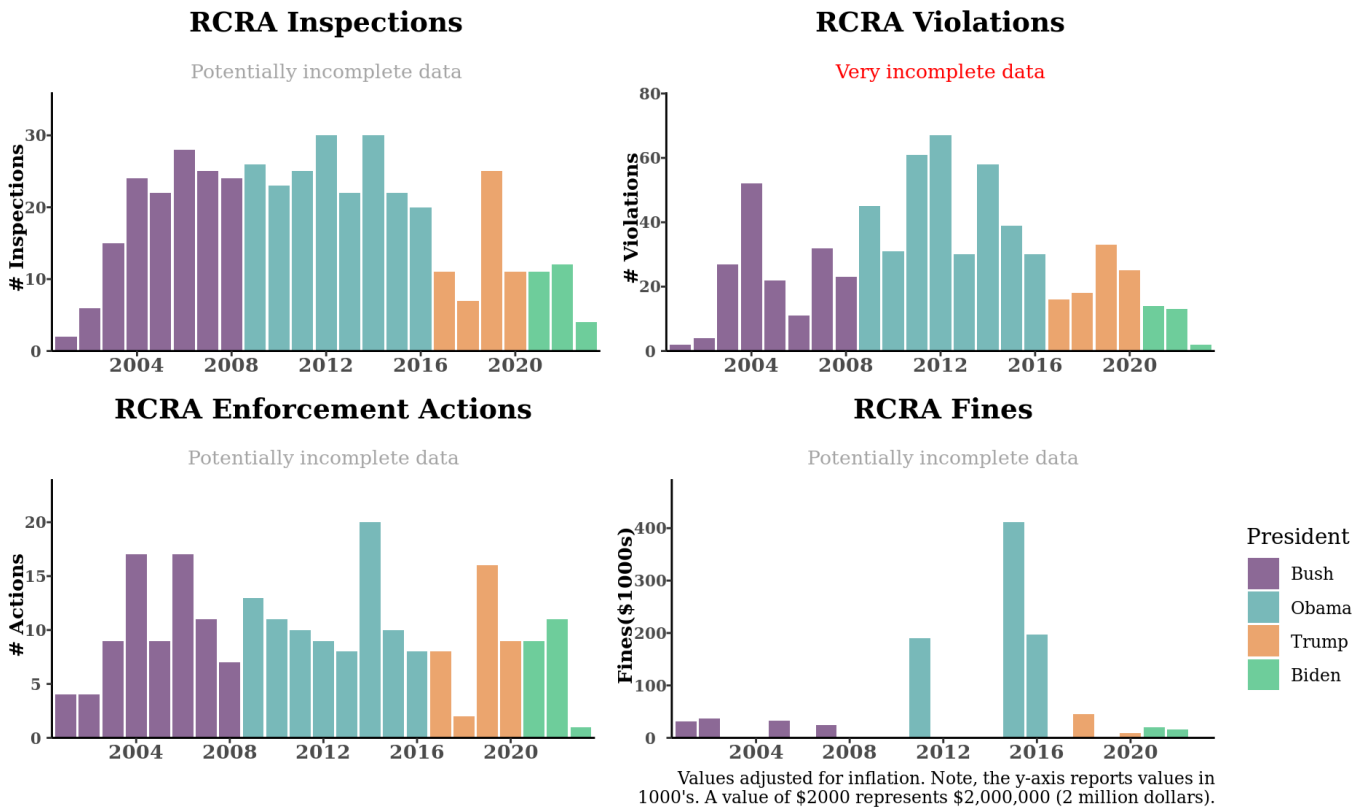 RCRA Inspections
Potentially incomplete data
# Inspections
30
20
10
0
2004 2008 2012 2016 2020
RCRA Violations
Very incomplete data
# Violations
80
60
40
20
0
2004 2008 2012 2016 2020
RCRA Enforcement Actions
Potentially incomplete data
# Actions
20
15
10
5
0
2004 2008 2012 2016 2020
RCRA Fines
Potentially incomplete data
Fines($1000s)
400
300
200
100
0
2004 2008 2012 2016 2020
President
Bush
Obama
Trump
Biden
Values adjusted for inflation. Note, the y-axis reports values in
1000's. A value of $2000 represents $2,000,000 (2 million dollars).